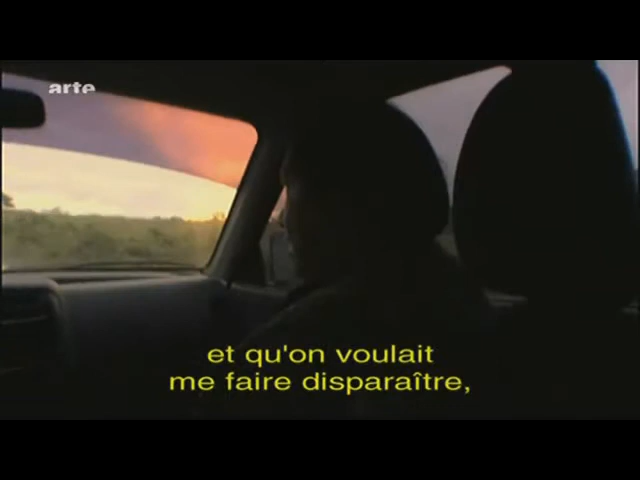 arte
et qu'on voulait
me faire disparaître,